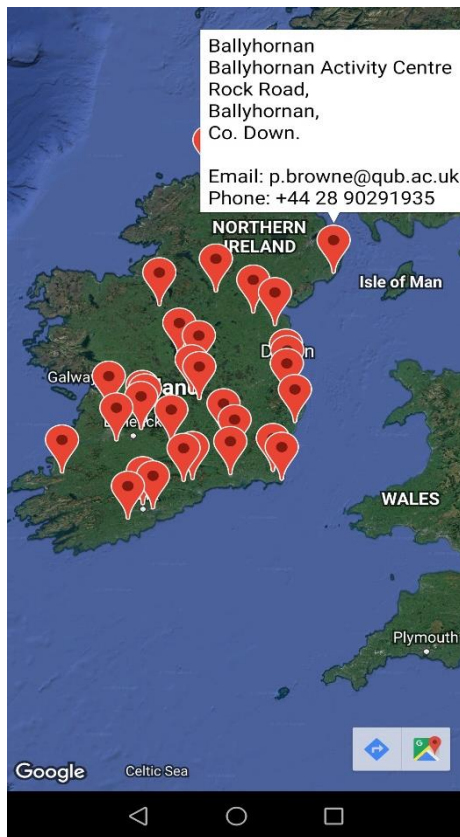 Ballyhornan
Ballyhornan Activity Centre
Rock Road,
Ballyhornan,
Co. Down.
Email: p.browne@qub.ac.uk
Phone: +44 28 90291935
NORTHERN
IRELAND
Isle of Man
Galway
WALES
Plymouth
Google
Celtic Sea